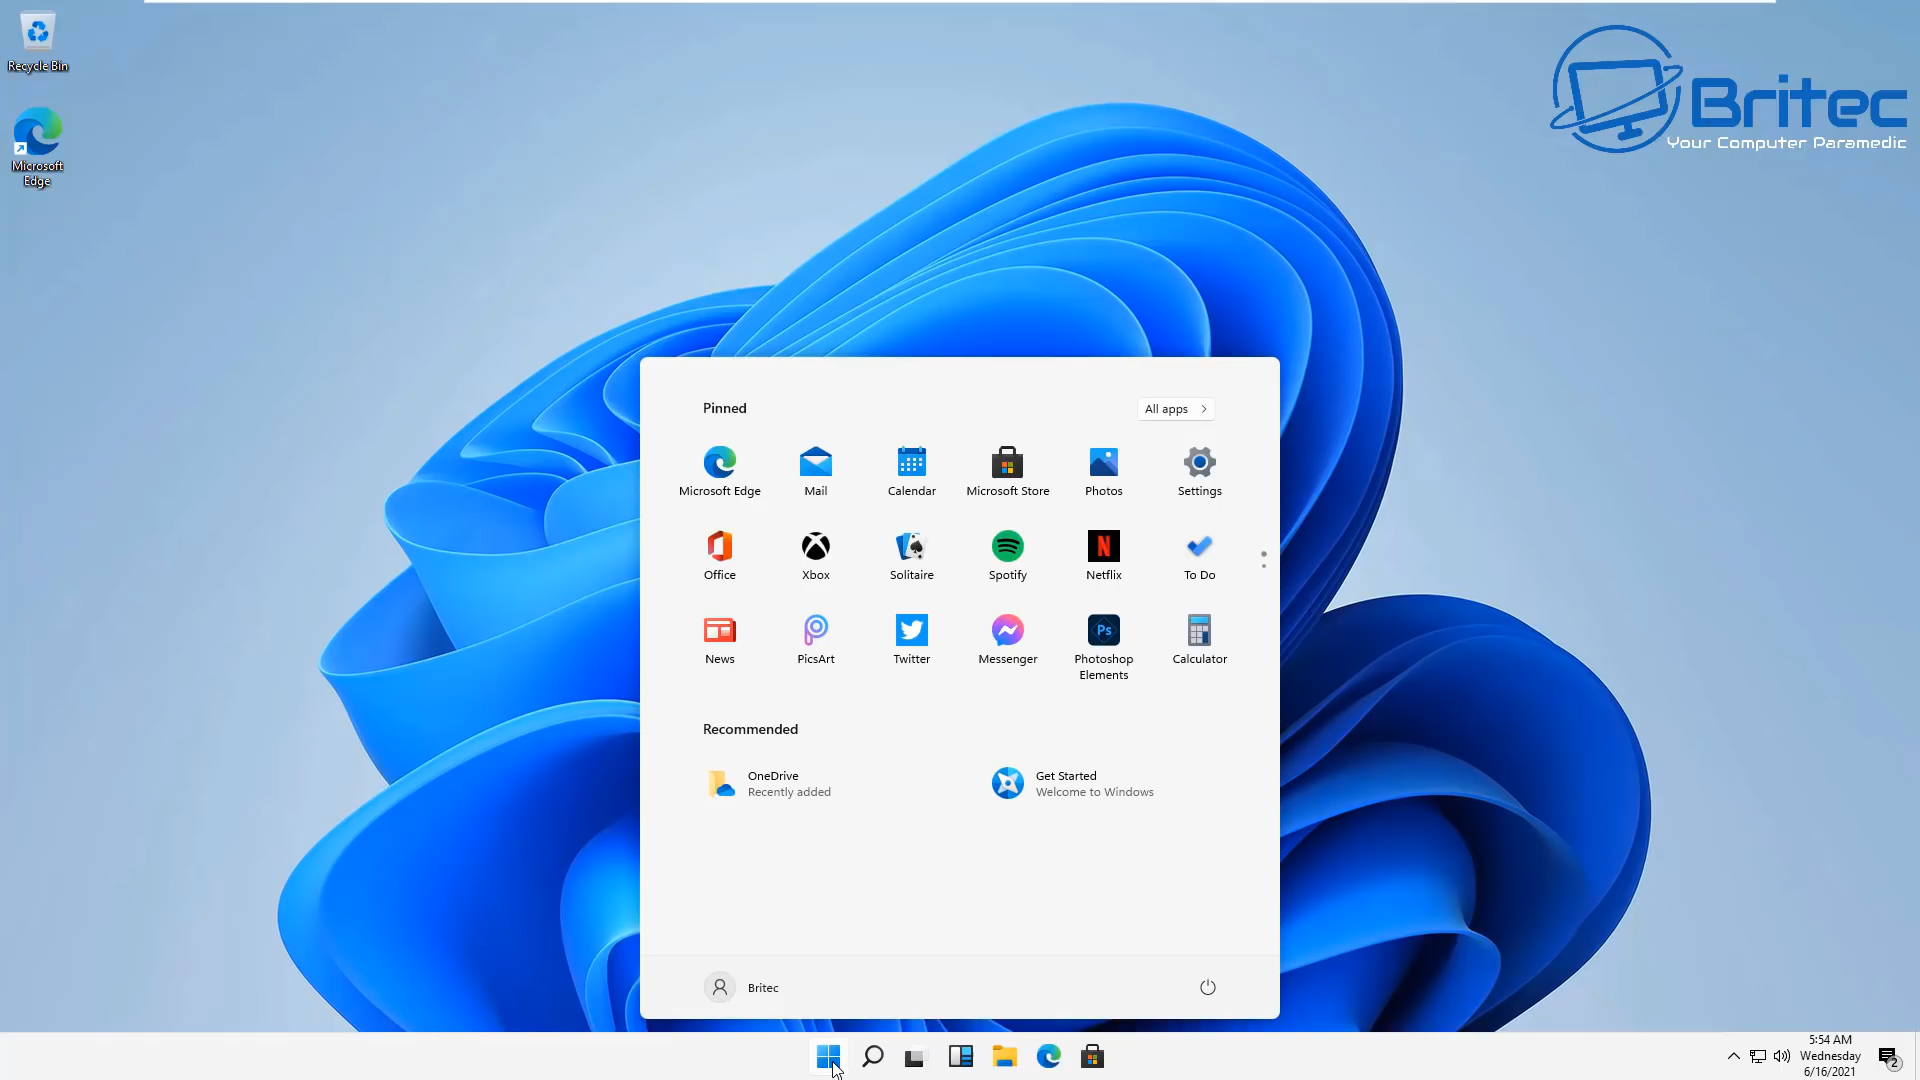 Recycle Bin
Microsoft
Edge
Britec
Your Computer Paramedic
Pinned
All apps
Microsoft Edge
Mail
Calendar
Microsoft Store
Photos
Settings
Office
Xbox
Solitaire
Spotify
Netflix
To Do
News
PicsArt
Twitter
Messenger
Ps
Photoshop
Elements
Calculator
Recommended
OneDrive
Recently added
Get Started
Welcome to Windows
Britec
5:54 AM
Wednesday
6/16/2021
2